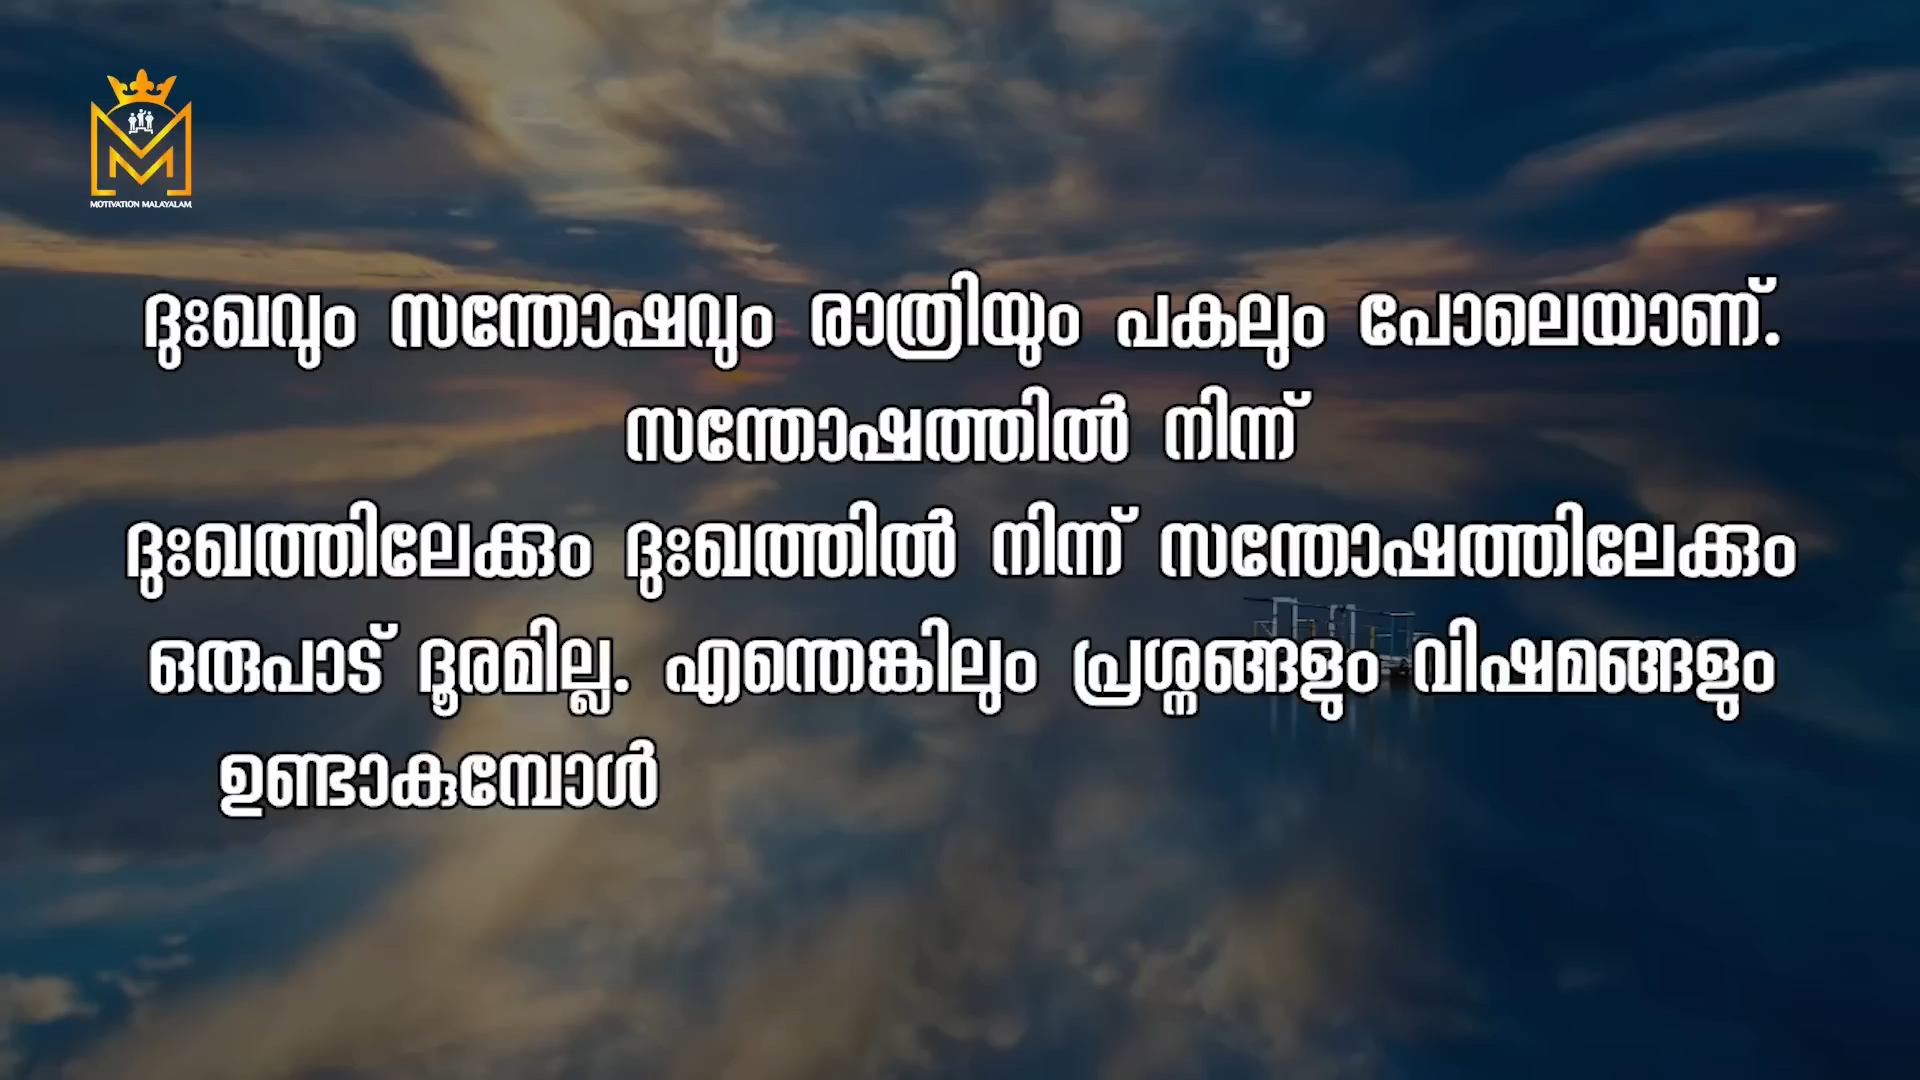 MOTIVATION MALAYALAM
ദുഃഖവും സന്തോഷവും രാത്രിയും പകലും പോലെയാണ്.
സന്തോഷത്തിൽ നിന്ന്
ദുഃഖത്തിലേക്കും ദുഃഖത്തിൽ നിന്ന് സന്തോഷത്തിലേക്കും
ഒരുപാട് ദൂരമില്ല. എന്തെങ്കിലും പ്രശ്നങ്ങളും വിഷമങ്ങളും
ഉണ്ടാകുമ്പോൾ